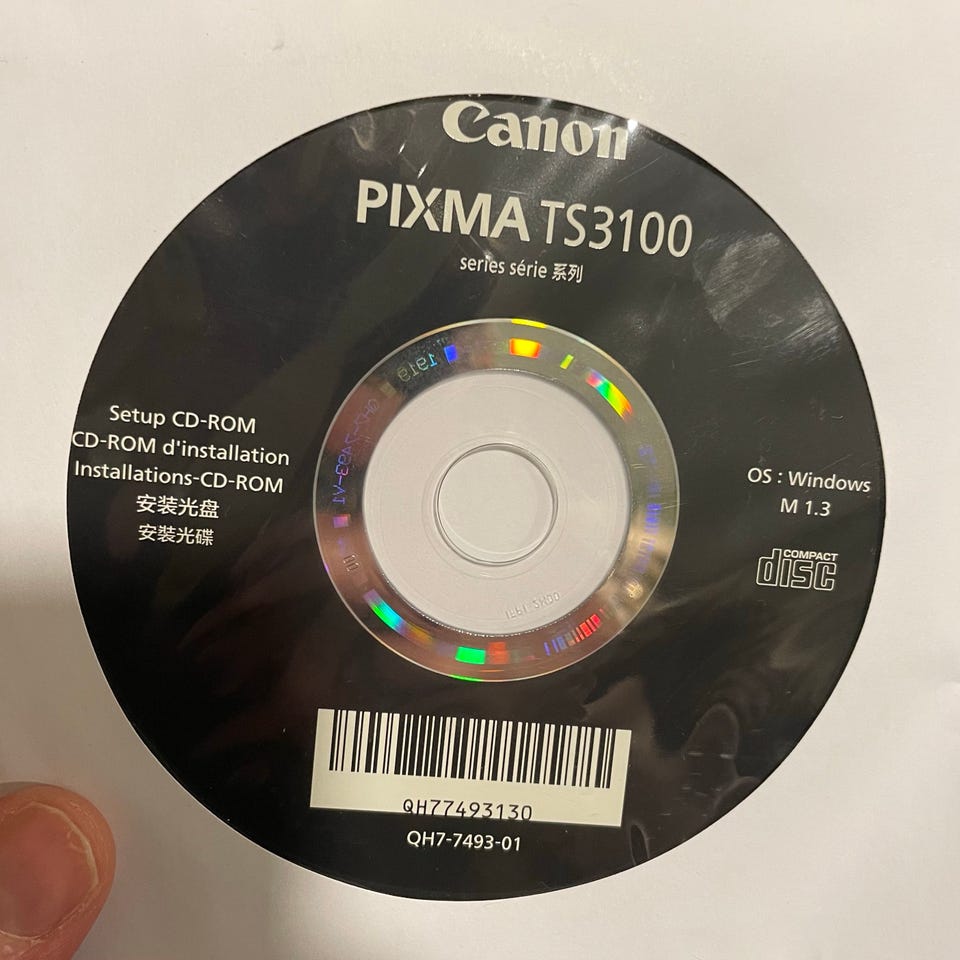 Canon
PIXMA TS3100
series série 系列
Setup CD-ROM
CD-ROM d'installation
Installations-CD-ROM
安装光盘
安裝光碟
OS : Windows
M 1.3
COMPACT
disc
QH77493130
QH7-7493-01